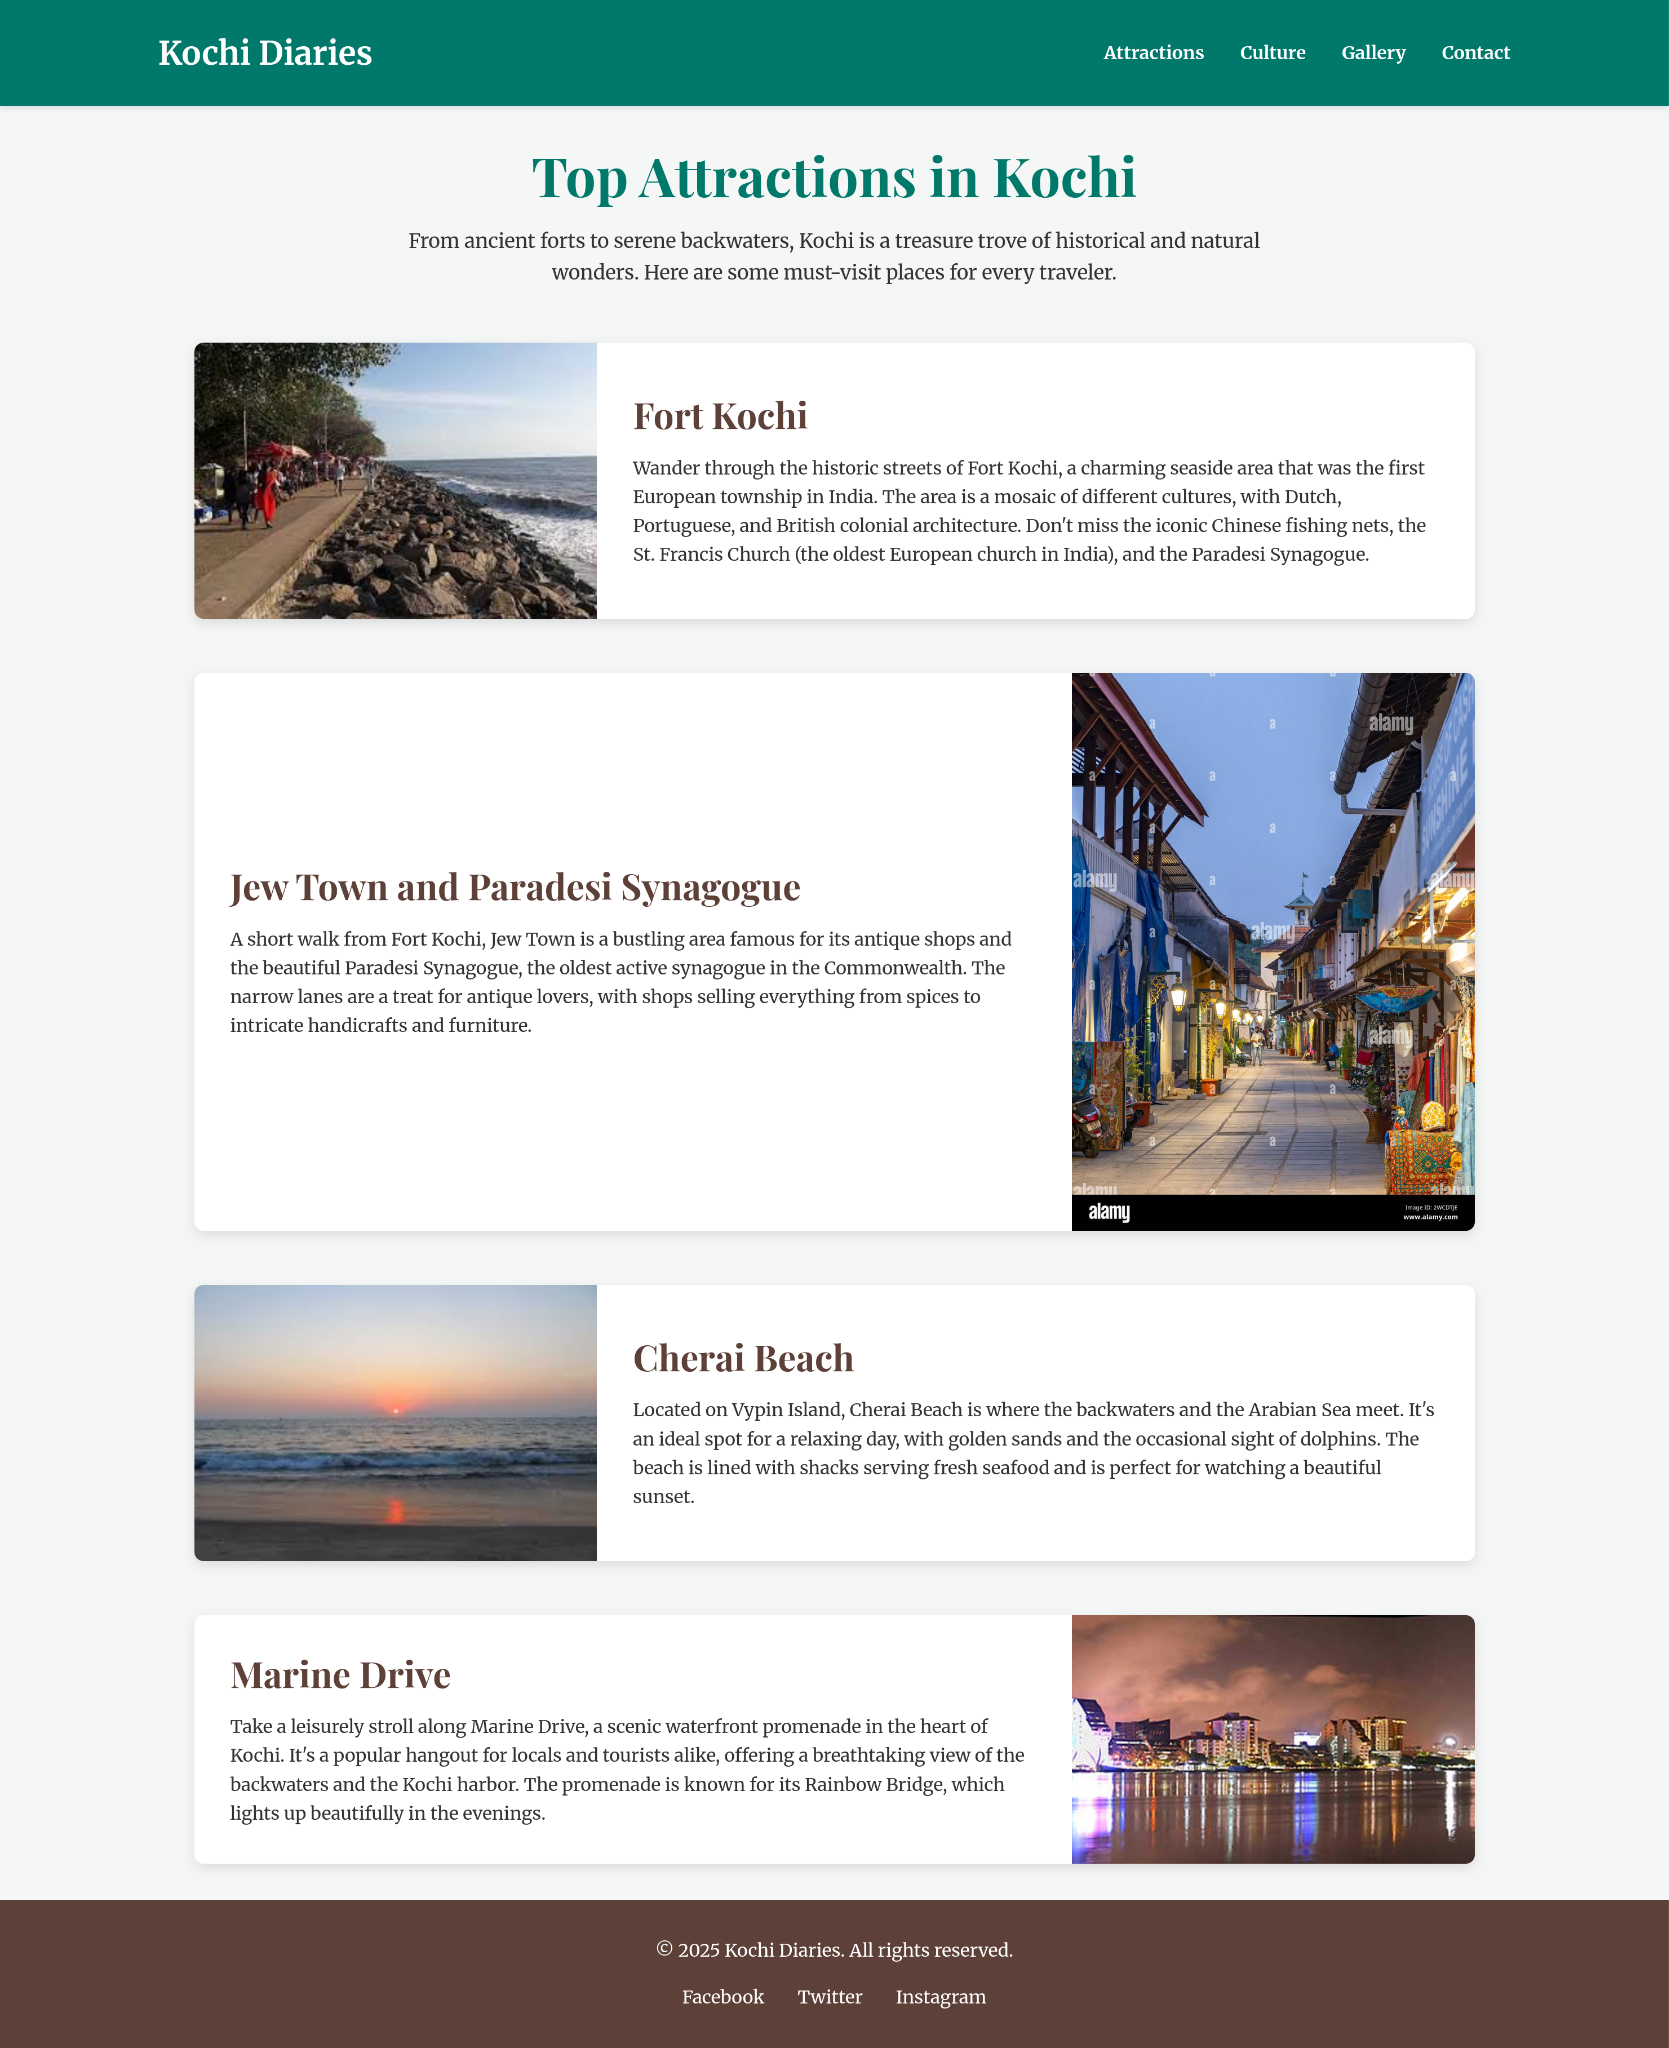 Kochi Diaries
Attractions
Culture
Gallery
Contact
Top Attractions in Kochi
From ancient forts to serene backwaters, Kochi is a treasure trove of historical and natural
wonders. Here are some must-visit places for every traveler.
Fort Kochi
Wander through the historic streets of Fort Kochi, a charming seaside area that was the first
European township in India. The area is a mosaic of different cultures, with Dutch,
Portuguese, and British colonial architecture. Don't miss the iconic Chinese fishing nets, the
St. Francis Church (the oldest European church in India), and the Paradesi Synagogue.
Jew Town and Paradesi Synagogue
A short walk from Fort Kochi, Jew Town is a bustling area famous for its antique shops and
the beautiful Paradesi Synagogue, the oldest active synagogue in the Commonwealth. The
narrow lanes are a treat for antique lovers, with shops selling everything from spices to
intricate handicrafts and furniture.
alamy
alamy
alamy
alamy
alamy
alamy
alamy
alamy
Image ID: 2WCDTJE
www.alamy.com
Cherai Beach
Located on Vypin Island, Cherai Beach is where the backwaters and the Arabian Sea meet. It's
an ideal spot for a relaxing day, with golden sands and the occasional sight of dolphins. The
beach is lined with shacks serving fresh seafood and is perfect for watching a beautiful
sunset.
Marine Drive
Take a leisurely stroll along Marine Drive, a scenic waterfront promenade in the heart of
Kochi. It's a popular hangout for locals and tourists alike, offering a breathtaking view of the
backwaters and the Kochi harbor. The promenade is known for its Rainbow Bridge, which
lights up beautifully in the evenings.
© 2025 Kochi Diaries. All rights reserved.
Facebook
Twitter
Instagram